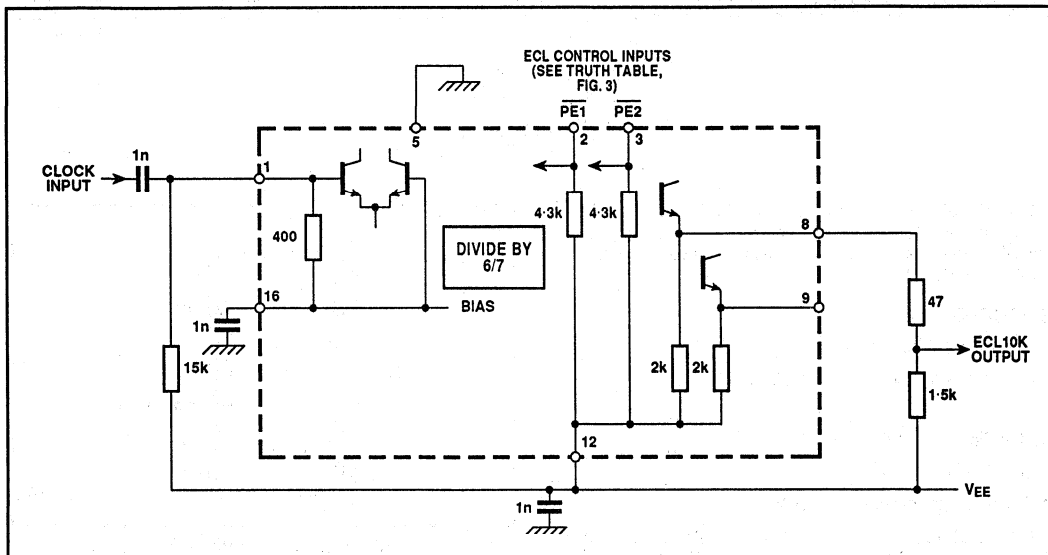 ECL CONTROL INPUTS
(SEE TRUTH TABLE,
FIG. 3)
PE1 PE2
5 2 3
1n
CLOCK
INPUT
1
400
4·3k 4·3k
DIVIDE BY
6/7
8
47
16
BIAS
9
1n
15k
2k 2k
ECL10K
OUTPUT
1·5k
12
VEE
1n